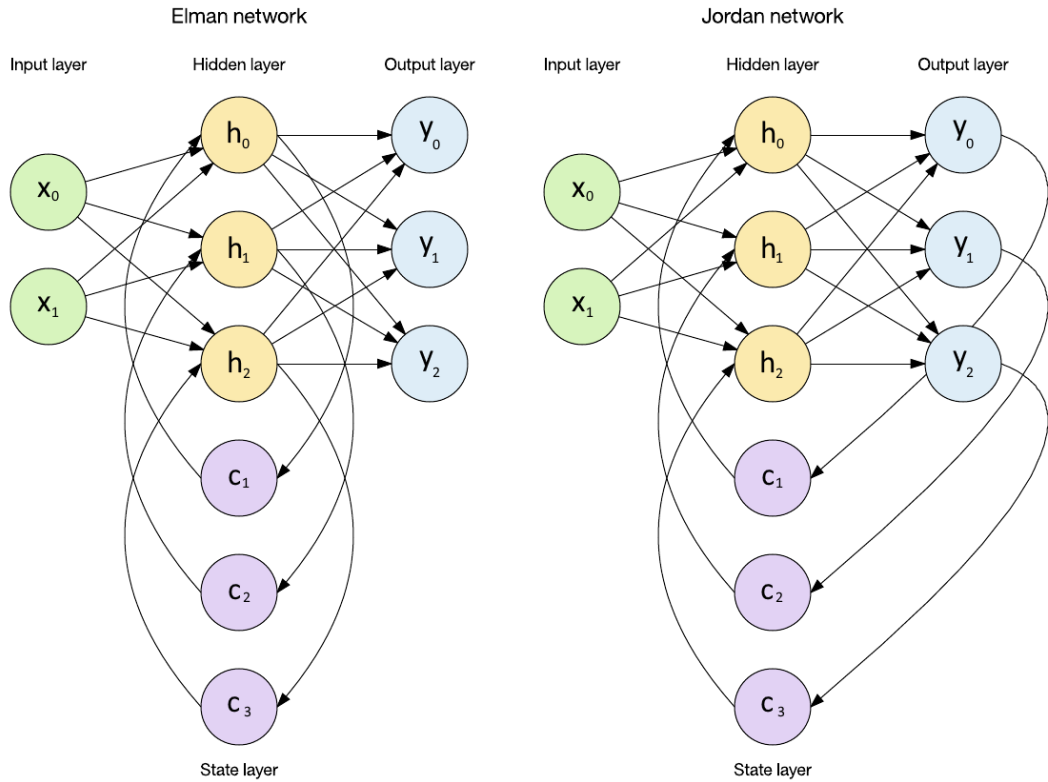 Elman network
Input layer
Hidden layer
Output layer
x₀
x₁
h₀
h₁
h₂
y₀
y₁
y₂
c₁
c₂
c₃
State layer
Jordan network
Input layer
Hidden layer
Output layer
x₀
x₁
h₀
h₁
h₂
y₀
y₁
y₂
c₁
c₂
c₃
State layer